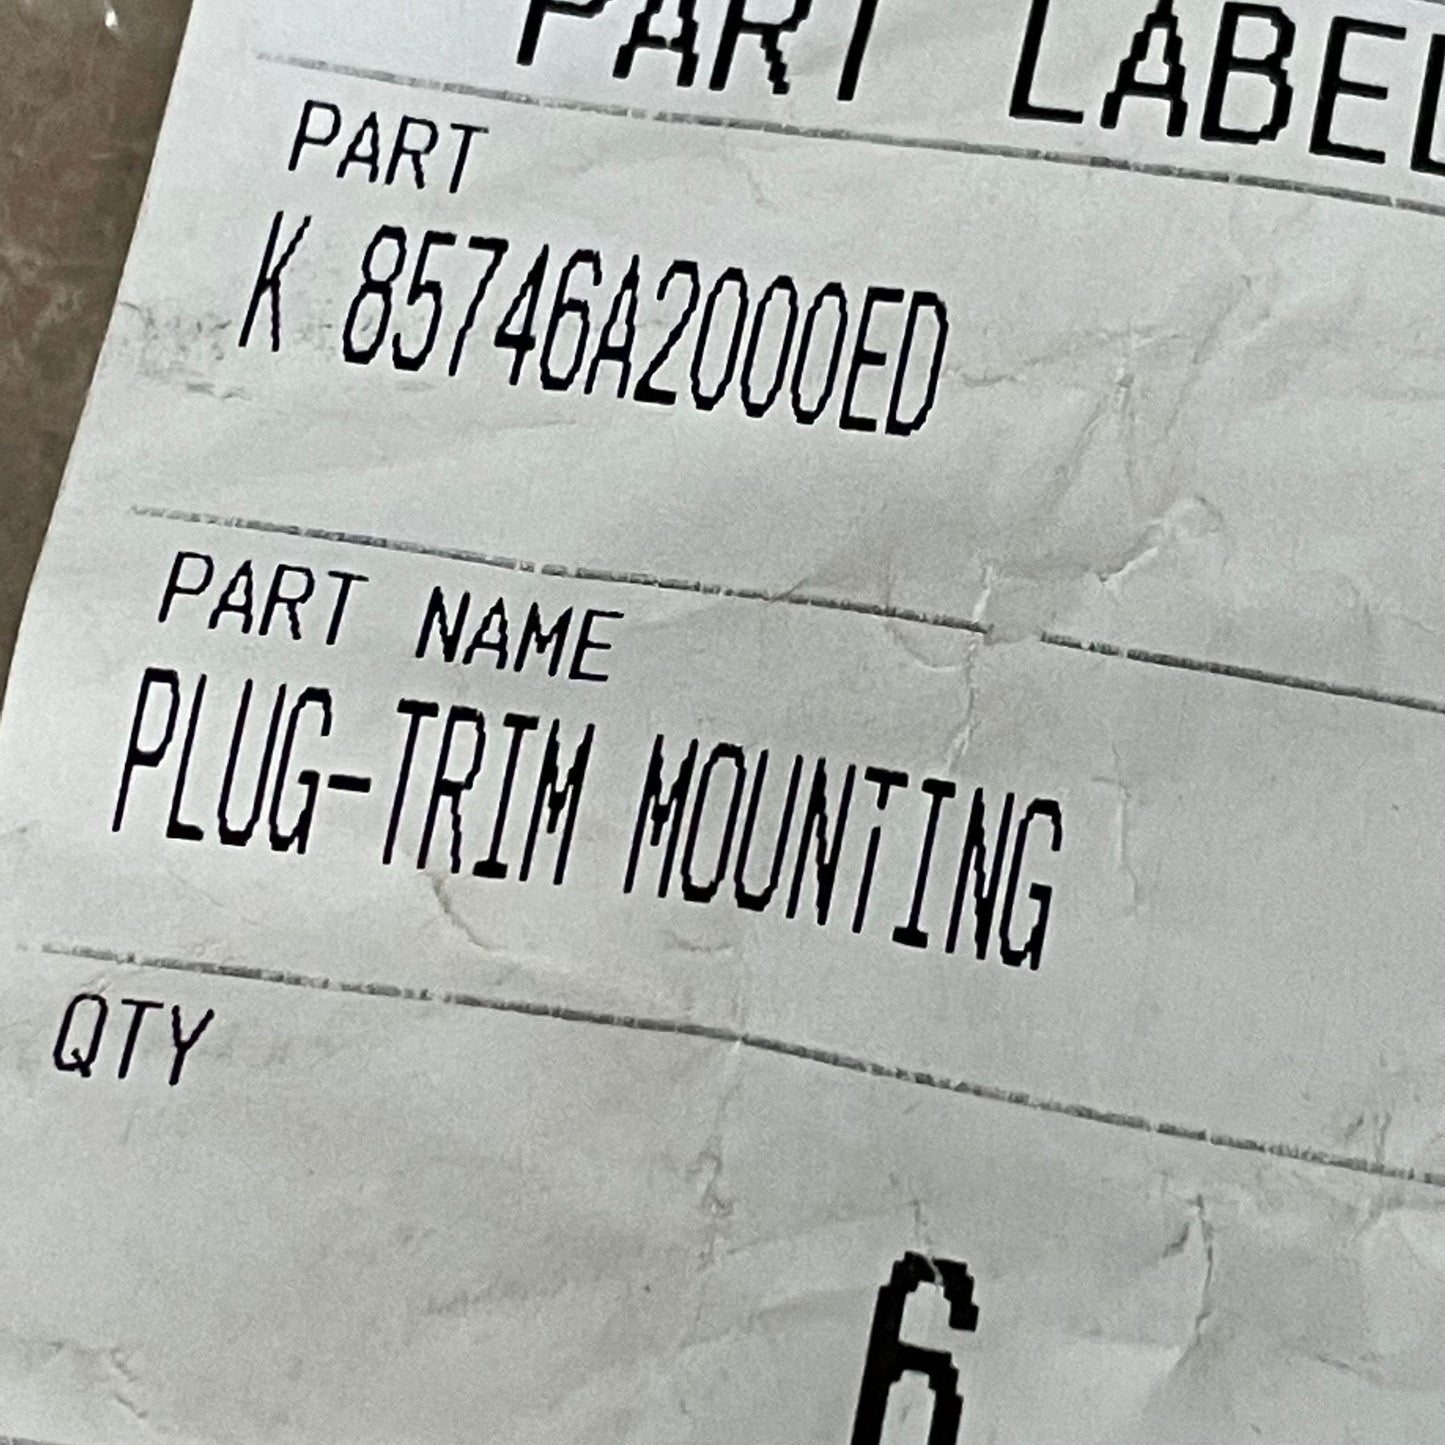 PART LABEL
PART
K 85746A2000ED
PART NAME
PLUG-TRIM MOUNTING
QTY
6